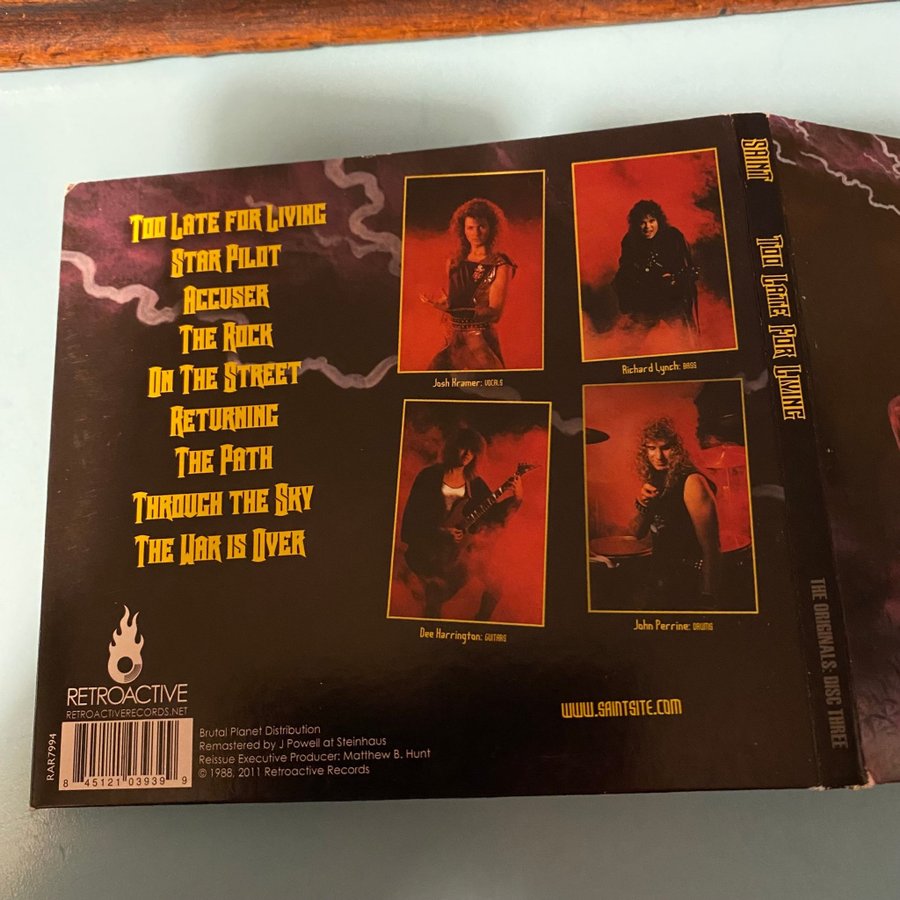 Too Late for Living
Star Pilot
Accuser
The Rock
On The Street
Returning
The Path
Through the Sky
The War is Over
Josh Kramer: VOCALS
Richard Lynch: BASS
Dee Harrington: GUITARS
John Perrine: DRUMS
WWW.SAINTSITE.COM
RETROACTIVE
RETROACTIVERECORDS.NET
RAR7994
8 45121 03939 9
Brutal Planet Distribution
Remastered by J Powell at Steinhaus
Reissue Executive Producer: Matthew B. Hunt
© 1988, 2011 Retroactive Records
SAINT Too Late For Living THE ORIGINALS: DISC THREE